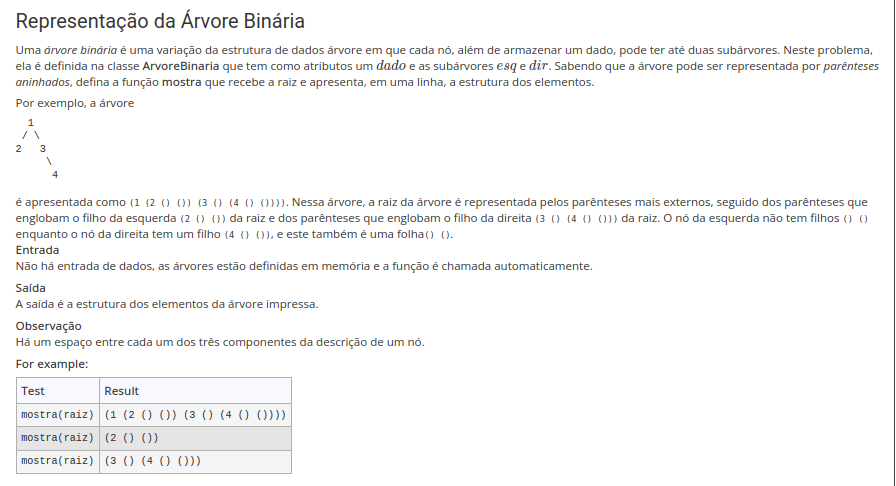 Representação da Árvore Binária
Uma árvore binária é uma variação da estrutura de dados árvore em que cada nó, além de armazenar um dado, pode ter até duas subárvores. Neste problema,
ela é definida na classe ArvoreBinaria que tem como atributos um dado e as subárvores esq e dir. Sabendo que a árvore pode ser representada por parênteses
aninhados, defina a função mostra que recebe a raiz e apresenta, em uma linha, a estrutura dos elementos.
Por exemplo, a árvore
1
/ \
2 3
\
4
é apresentada como (1 (2 () ()) (3 () (4 () ()))). Nessa árvore, a raiz da árvore é representada pelos parênteses mais externos, seguido dos parênteses que
englobam o filho da esquerda (2 () ()) da raiz e dos parênteses que englobam o filho da direita (3 () (4 () ())) da raiz. O nó da esquerda não tem filhos () ()
enquanto o nó da direita tem um filho (4 () ()), e este também é uma folha() ().
Entrada
Não há entrada de dados, as árvores estão definidas em memória e a função é chamada automaticamente.
Saída
A saída é a estrutura dos elementos da árvore impressa.
Observação
Há um espaço entre cada um dos três componentes da descrição de um nó.
For example:
Test Result
mostra(raiz) (1 (2 () ()) (3 () (4 () ())))
mostra(raiz) (2 () ())
mostra(raiz) (3 () (4 () ()))